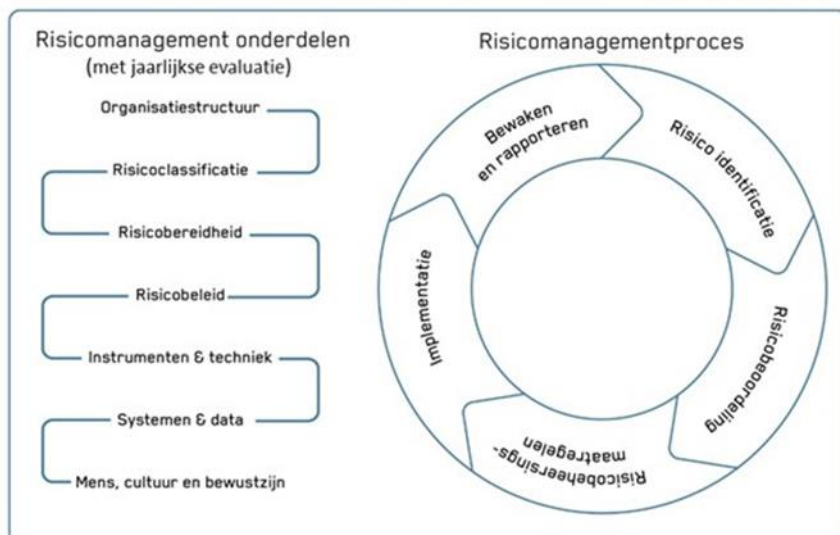 Risicomanagement onderdelen
(met jaarlijkse evaluatie)
Organisatiestructuur
Risicoclassificatie
Risicobereidheid
Risicobeleid
Instrumenten & techniek
Systemen & data
Mens, cultuur en bewustzijn
Risicomanagementproces
Bewaken
en rapporteren
Risico identificatie
Risicobeoordeling
Risicobeheersings-
maatregelen
Implementatie